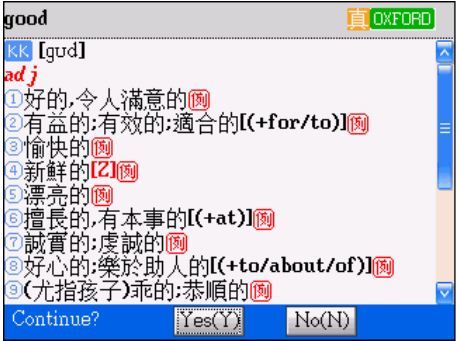 good 真 OXFORD
KK [gud]
adj
①好的,令人滿意的例
②有益的;有效的;適合的[(+for/to)]例
③愉快的例
④新鮮的[Z]例
⑤漂亮的例
⑥擅長的,有本事的[(+at)]例
⑦誠實的;虔誠的例
⑧好心的;樂於助人的[(+to/about/of)]例
⑨(尤指孩子)乖的;恭順的例
Continue? Yes(Y) No(N)